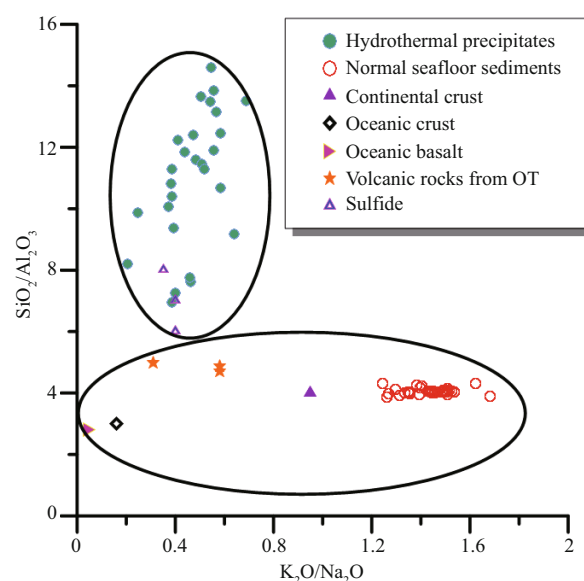 16
12
8
4
0
SiO₂/Al₂O₃
0
0.4
0.8
1.2
1.6
2
K₂O/Na₂O
Hydrothermal precipitates
Normal seafloor sediments
Continental crust
Oceanic crust
Oceanic basalt
Volcanic rocks from OT
Sulfide